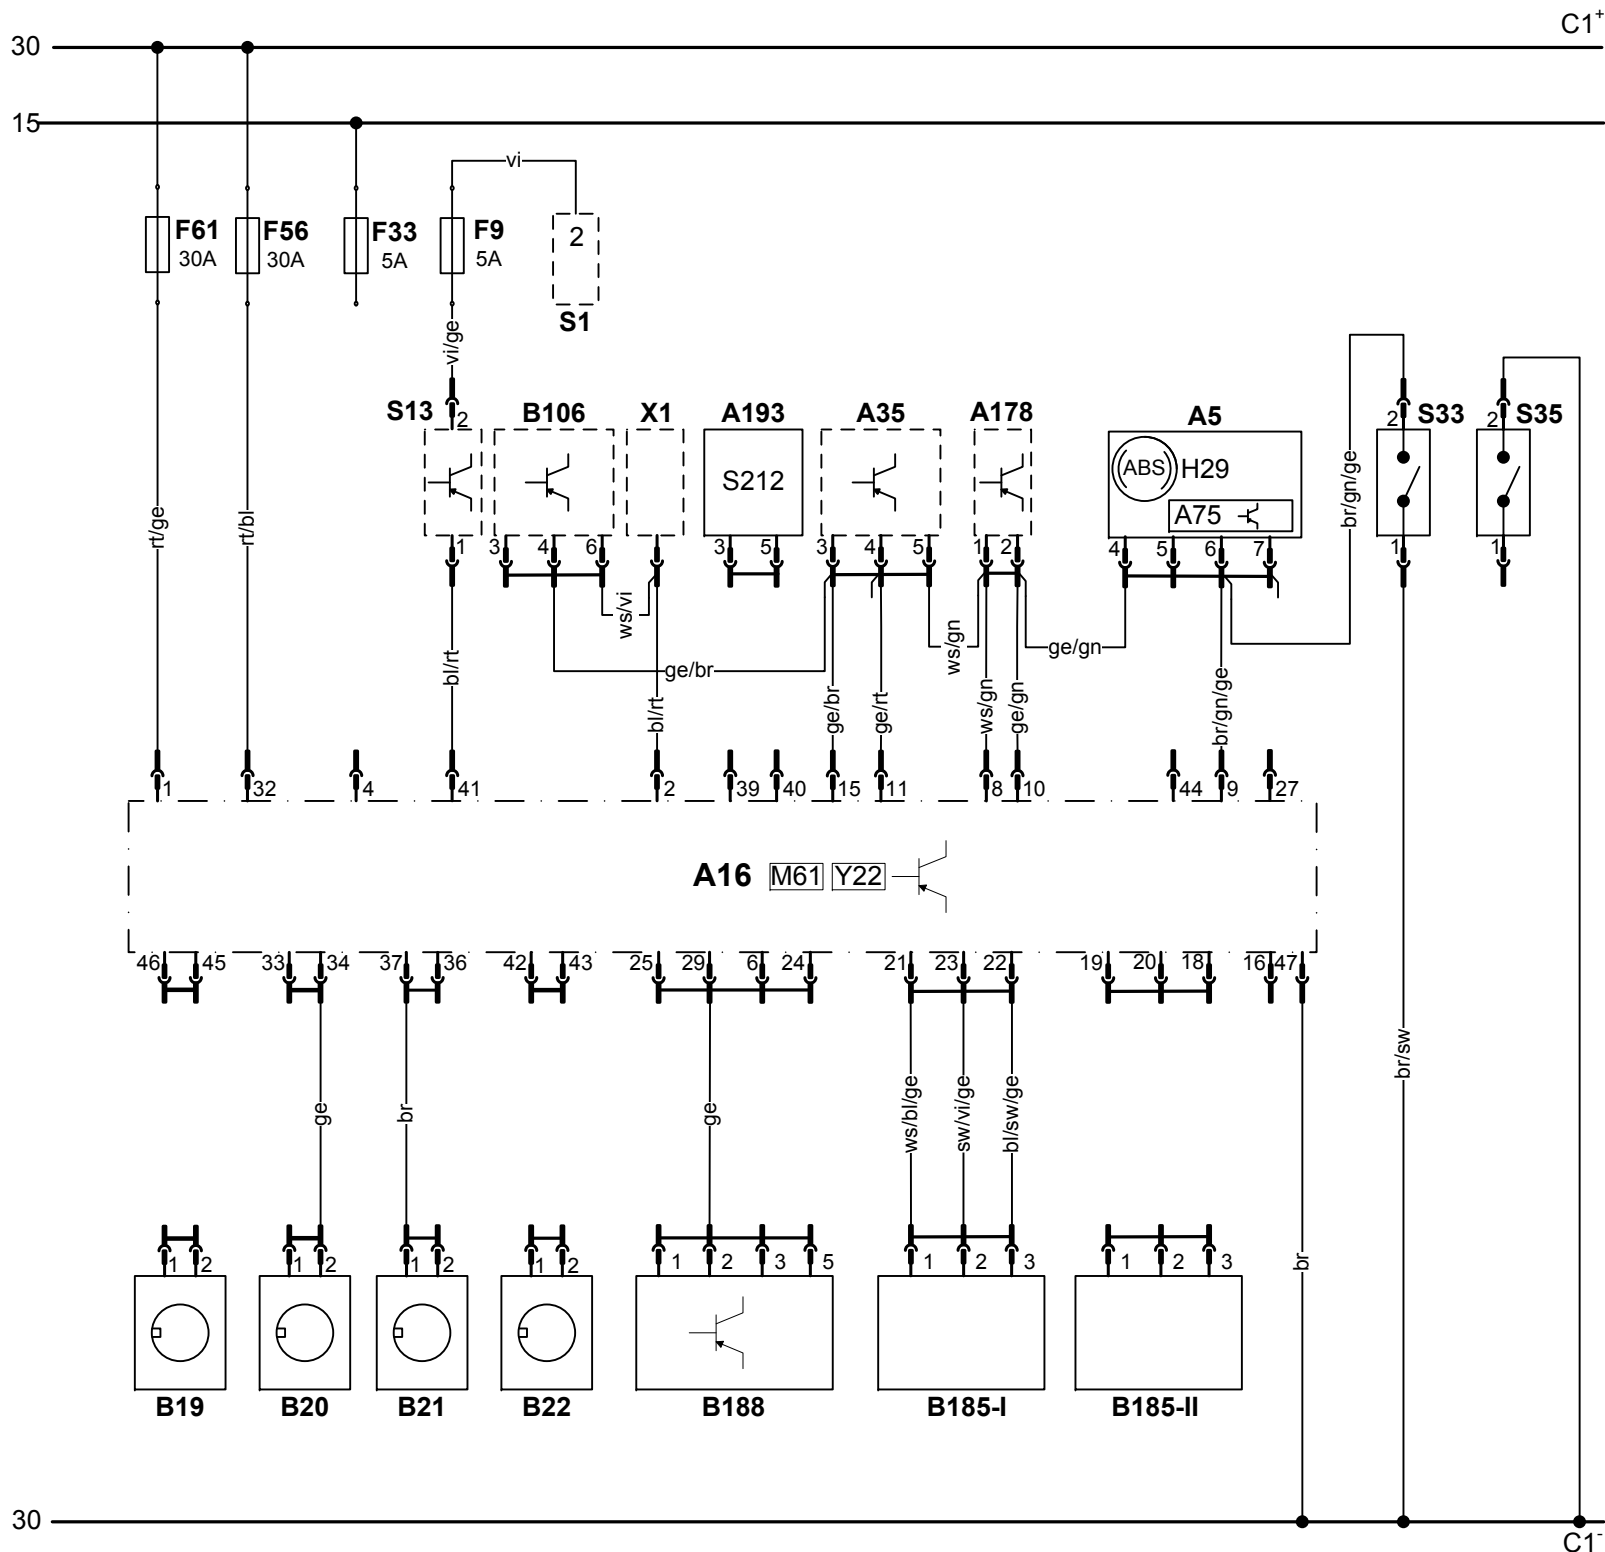 C1+
30
15
vi
F61 F56 F33 F9 2
30A 30A 5A 5A
S1
vi/ge
S13 2 B106 X1 A193 A35 A178 A5 2 S33 2 S35
S212 ABS H29
A75
rt/ge rt/bl br/gn/ge
1 3 4 6 3 5 3 4 5 1 2 4 5 6 7 1 1
ws/vi ws/gn ge/gn
bl/rt ge/br
bl/rt ge/br ge/rt ws/gn ge/gn br/gn/ge
1 32 4 41 2 39 40 15 11 8 10 44 9 27
A16 M61 Y22
46 45 33 34 37 36 42 43 25 29 6 24 21 23 22 19 20 18 16 47
br/sw
ge br ge ws/bl/ge sw/vi/ge bl/sw/ge
br
1 2 1 2 1 2 1 2 1 2 3 5 1 2 3 1 2 3
B19 B20 B21 B22 B188 B185-I B185-II
30
C1-